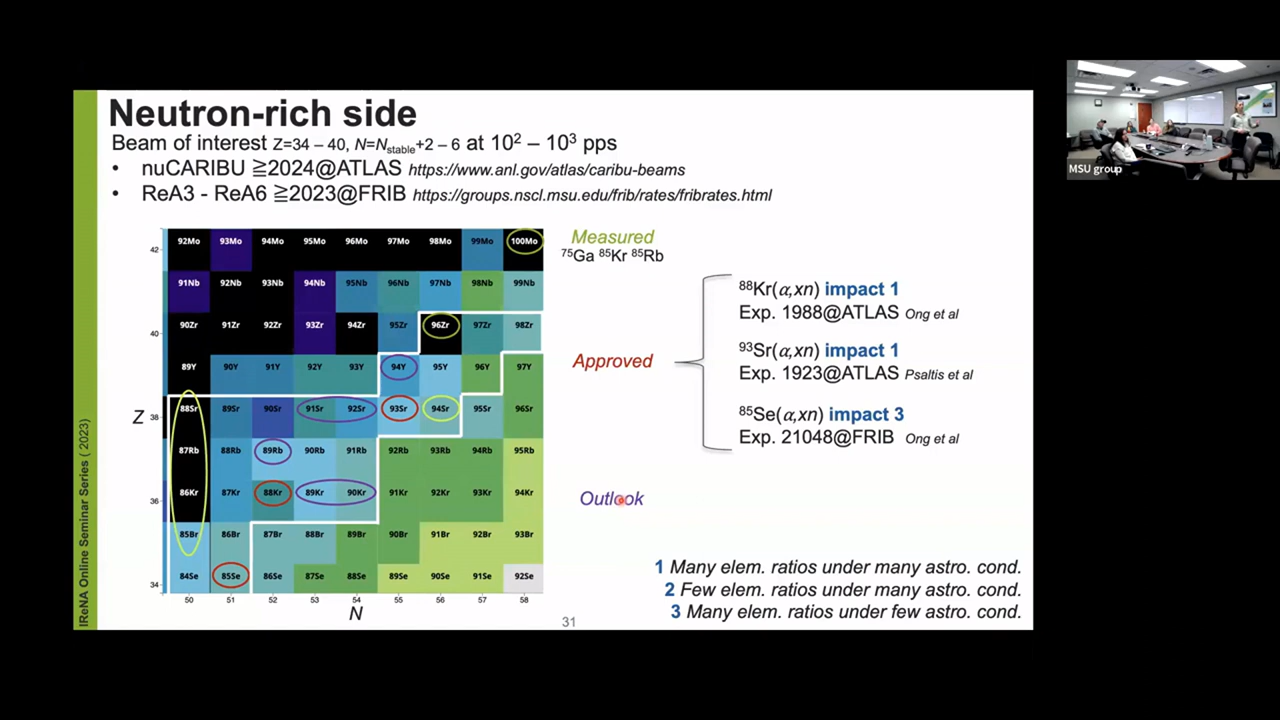 Neutron-rich side
Beam of interest Z=34 – 40, N=Nstable+2 – 6 at 10² – 10³ pps
• nuCARIBU ≧2024@ATLAS https://www.anl.gov/atlas/caribu-beams
• ReA3 - ReA6 ≧2023@FRIB https://groups.nscl.msu.edu/frib/rates/fribrates.html
MSU group
IReNA Online Seminar Series ( 2023)
42 92Mo 93Mo 94Mo 95Mo 96Mo 97Mo 98Mo 99Mo 100Mo
91Nb 92Nb 93Nb 94Nb 95Nb 96Nb 97Nb 98Nb 99Nb
40 90Zr 91Zr 92Zr 93Zr 94Zr 95Zr 96Zr 97Zr 98Zr
89Y 90Y 91Y 92Y 93Y 94Y 95Y 96Y 97Y
Z 38 88Sr 89Sr 90Sr 91Sr 92Sr 93Sr 94Sr 95Sr 96Sr
87Rb 88Rb 89Rb 90Rb 91Rb 92Rb 93Rb 94Rb 95Rb
36 86Kr 87Kr 88Kr 89Kr 90Kr 91Kr 92Kr 93Kr 94Kr
85Br 86Br 87Br 88Br 89Br 90Br 91Br 92Br 93Br
34 84Se 85Se 86Se 87Se 88Se 89Se 90Se 91Se 92Se
50 51 52 53 54 55 56 57 58
N
Measured
⁷⁵Ga ⁸⁵Kr ⁸⁵Rb
Approved
⁸⁸Kr(α,xn) impact 1
Exp. 1988@ATLAS Ong et al
⁹³Sr(α,xn) impact 1
Exp. 1923@ATLAS Psaltis et al
⁸⁵Se(α,xn) impact 3
Exp. 21048@FRIB Ong et al
Outlook
1 Many elem. ratios under many astro. cond.
2 Few elem. ratios under many astro. cond.
3 Many elem. ratios under few astro. cond.
31